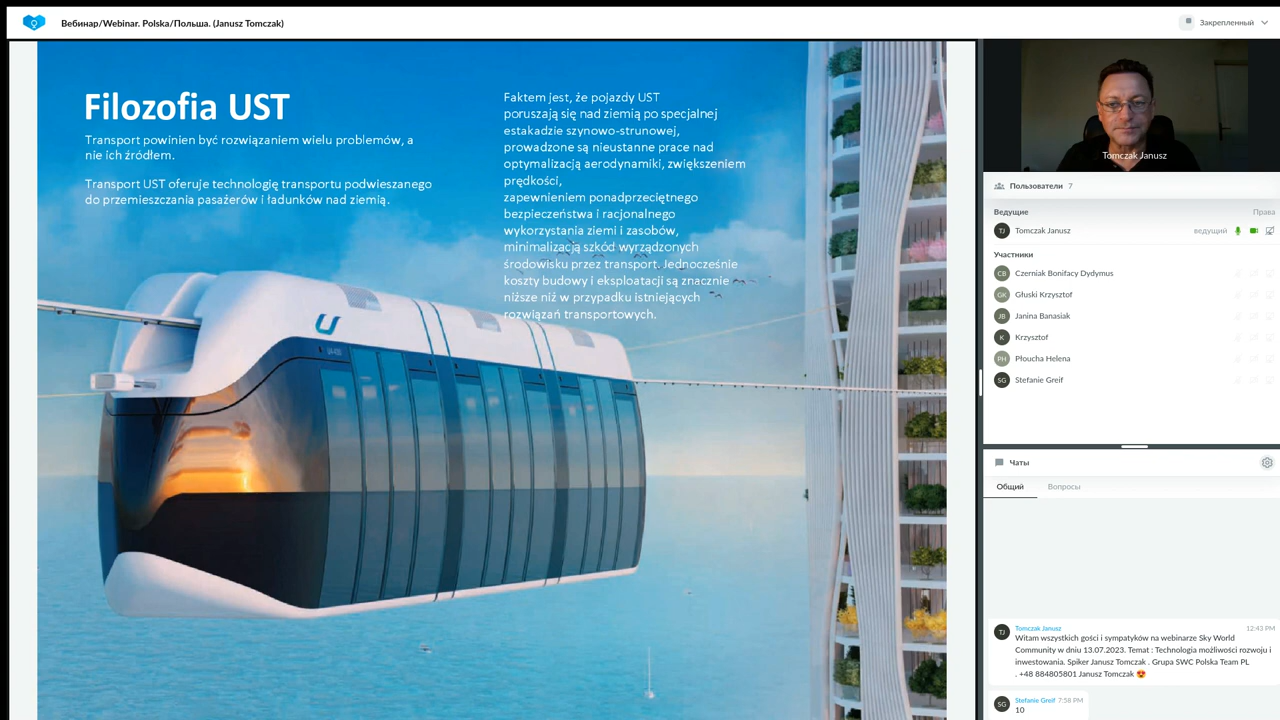 Вебинар/Webinar. Polska/Польша. (Janusz Tomczak)
Закрепленный
Filozofia UST
Transport powinien być rozwiązaniem wielu problemów, a
nie ich źródłem.
Transport UST oferuje technologię transportu podwieszanego
do przemieszczania pasażerów i ładunków nad ziemią.
Faktem jest, że pojazdy UST
poruszają się nad ziemią po specjalnej
estakadzie szynowo-strunowej,
prowadzone są nieustanne prace nad
optymalizacją aerodynamiki, zwiększeniem
prędkości,
zapewnieniem ponadprzeciętnego
bezpieczeństwa i racjonalnego
wykorzystania ziemi i zasobów,
minimalizacją szkód wyrządzonych
środowisku przez transport. Jednocześnie
koszty budowy i eksploatacji są znacznie
niższe niż w przypadku istniejących
rozwiązań transportowych.
Tomczak Janusz
Пользователи 7
Ведущие Права
TJ Tomczak Janusz ведущий
Участники
CB Czerniak Bonifacy Dydymus
GK Głuski Krzysztof
JB Janina Banasiak
K Krzysztof
PH Płoucha Helena
SG Stefanie Greif
Чаты
Общий Вопросы
TJ Tomczak Janusz 12:43 PM
Witam wszystkich gości i sympatyków na webinarze Sky World
Community w dniu 13.07.2023. Temat : Technologia możliwości rozwoju i
inwestowania. Spiker Janusz Tomczak . Grupa SWC Polska Team PL
. +48 884805801 Janusz Tomczak 😍
SG Stefanie Greif 7:58 PM
10